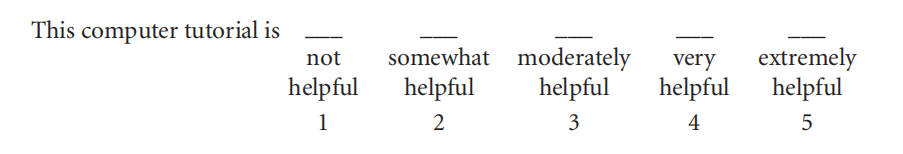 This computer tutorial is ___ ___ ___ ___ ___
not somewhat moderately very extremely
helpful helpful helpful helpful helpful
1 2 3 4 5